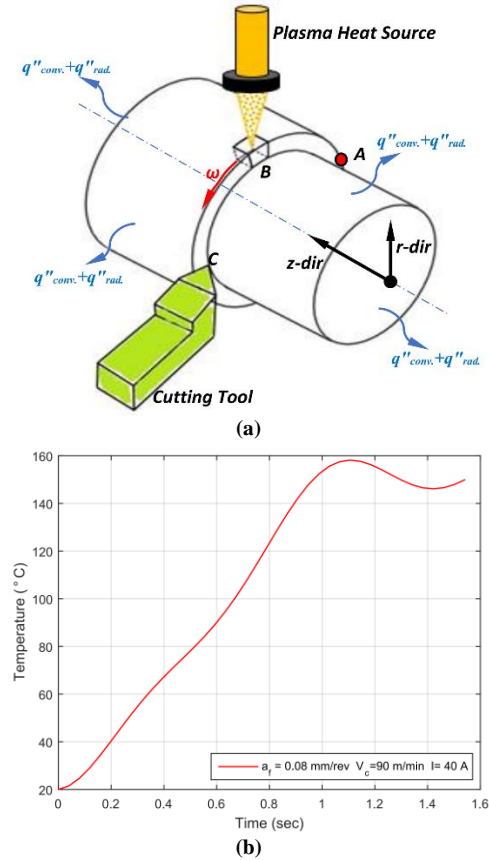 Plasma Heat Source
q"conv.+q"rad.
q"conv.+q"rad.
A
B
ω
C
z-dir
r-dir
q"conv.+q"rad.
q"conv.+q"rad.
Cutting Tool
(a)
160
140
120
100
80
60
40
20
Temperature (°C)
a_f = 0.08 mm/rev V_c=90 m/min I= 40 A
0 0.2 0.4 0.6 0.8 1 1.2 1.4 1.6
Time (sec)
(b)